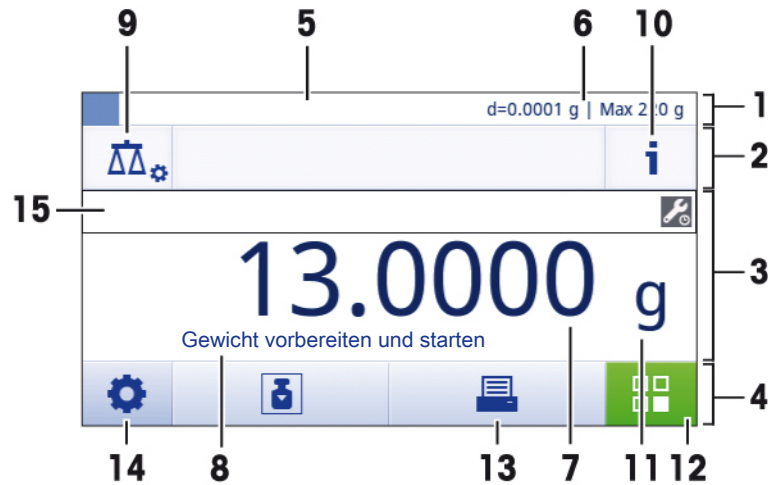 9 5 6 10
d=0.0001 g | Max 220 g 1
2
i
15
13.0000 g 3
Gewicht vorbereiten und starten
4
14 8 13 7 11 12